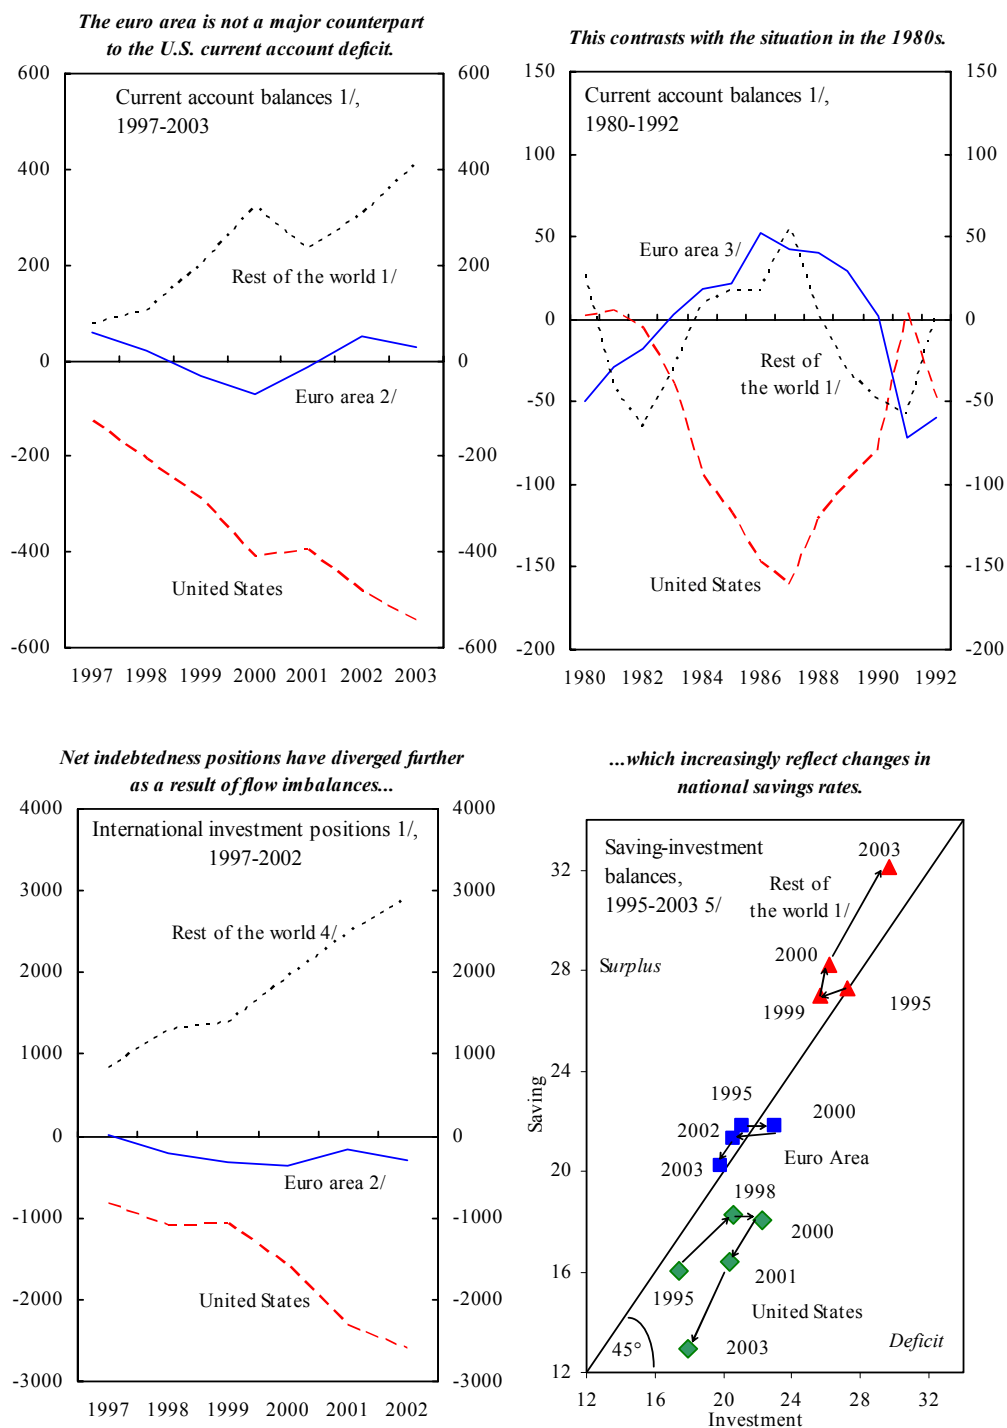 The euro area is not a major counterpart
to the U.S. current account deficit.
600
600
Current account balances 1/,
1997-2003
400
400
200
200
Rest of the world 1/
0
0
Euro area 2/
-200
-200
-400
-400
United States
-600
-600
1997 1998 1999 2000 2001 2002 2003
This contrasts with the situation in the 1980s.
150
150
Current account balances 1/,
1980-1992
100
100
50
50
Euro area 3/
0
0
Rest of
the world 1/
-50
-50
-100
-100
-150
-150
United States
-200
-200
1980 1982 1984 1986 1988 1990 1992
Net indebtedness positions have diverged further
as a result of flow imbalances...
4000
4000
International investment positions 1/,
1997-2002
3000
3000
Rest of the world 4/
2000
2000
1000
1000
0
0
Euro area 2/
-1000
-1000
United States
-2000
-2000
-3000
-3000
1997 1998 1999 2000 2001 2002
...which increasingly reflect changes in
national savings rates.
Saving-investment
balances,
1995-2003 5/
2003
32
Rest of
the world 1/
2000
28
Surplus
1999
1995
24
Saving
1995
2000
2002
Euro Area
20
2003
1998
2000
16
2001
1995
United States
45°
2003
Deficit
12
12 16 20 24 28 32
Investment